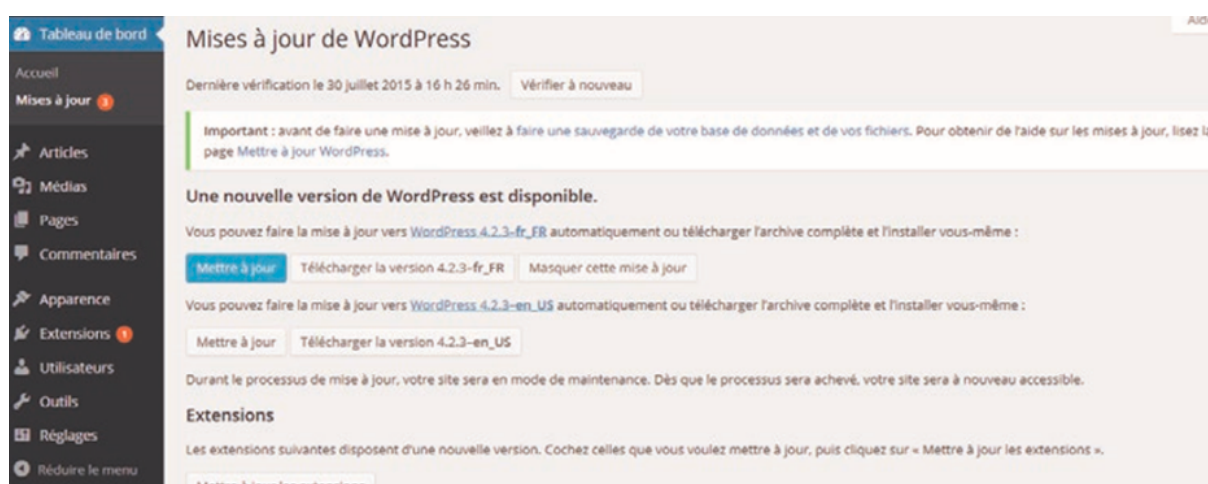 Tableau de bord
Accueil
Mises à jour 3
Articles
Médias
Pages
Commentaires
Apparence
Extensions 1
Utilisateurs
Outils
Réglages
Réduire le menu
Mises à jour de WordPress
Dernière vérification le 30 juillet 2015 à 16 h 26 min. Vérifier à nouveau
Important : avant de faire une mise à jour, veillez à faire une sauvegarde de votre base de données et de vos fichiers. Pour obtenir de l'aide sur les mises à jour, lisez
page Mettre à jour WordPress.
Une nouvelle version de WordPress est disponible.
Vous pouvez faire la mise à jour vers WordPress 4.2.3–fr_FR automatiquement ou télécharger l'archive complète et l'installer vous-même :
Mettre à jour Télécharger la version 4.2.3–fr_FR Masquer cette mise à jour
Vous pouvez faire la mise à jour vers WordPress 4.2.3–en_US automatiquement ou télécharger l'archive complète et l'installer vous-même :
Mettre à jour Télécharger la version 4.2.3–en_US
Durant le processus de mise à jour, votre site sera en mode de maintenance. Dès que le processus sera achevé, votre site sera à nouveau accessible.
Extensions
Les extensions suivantes disposent d'une nouvelle version. Cochez celles que vous voulez mettre à jour, puis cliquez sur « Mettre à jour les extensions ».